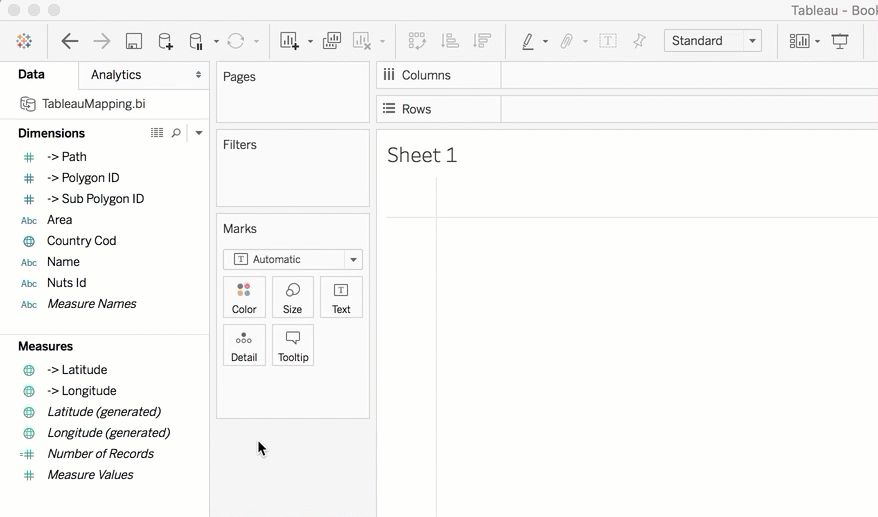 Tableau - Book
Standard
Data
Analytics
TableauMapping.bi
Dimensions
-> Path
-> Polygon ID
-> Sub Polygon ID
Abc Area
Country Cod
Abc Name
Abc Nuts Id
Abc Measure Names
Measures
-> Latitude
-> Longitude
Latitude (generated)
Longitude (generated)
Number of Records
Measure Values
Pages
Filters
Marks
Automatic
Color Size Text
Detail Tooltip
Columns
Rows
Sheet 1